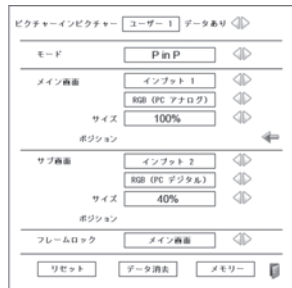 ピクチャーインピクチャー ユーザー 1 データあり
モード P in P
メイン画面 インプット 1
RGB (PC アナログ)
サイズ 100%
ポジション
サブ画面 インプット 2
RGB (PC デジタル)
サイズ 40%
ポジション
フレームロック メイン画面
リセット データ消去 メモリー